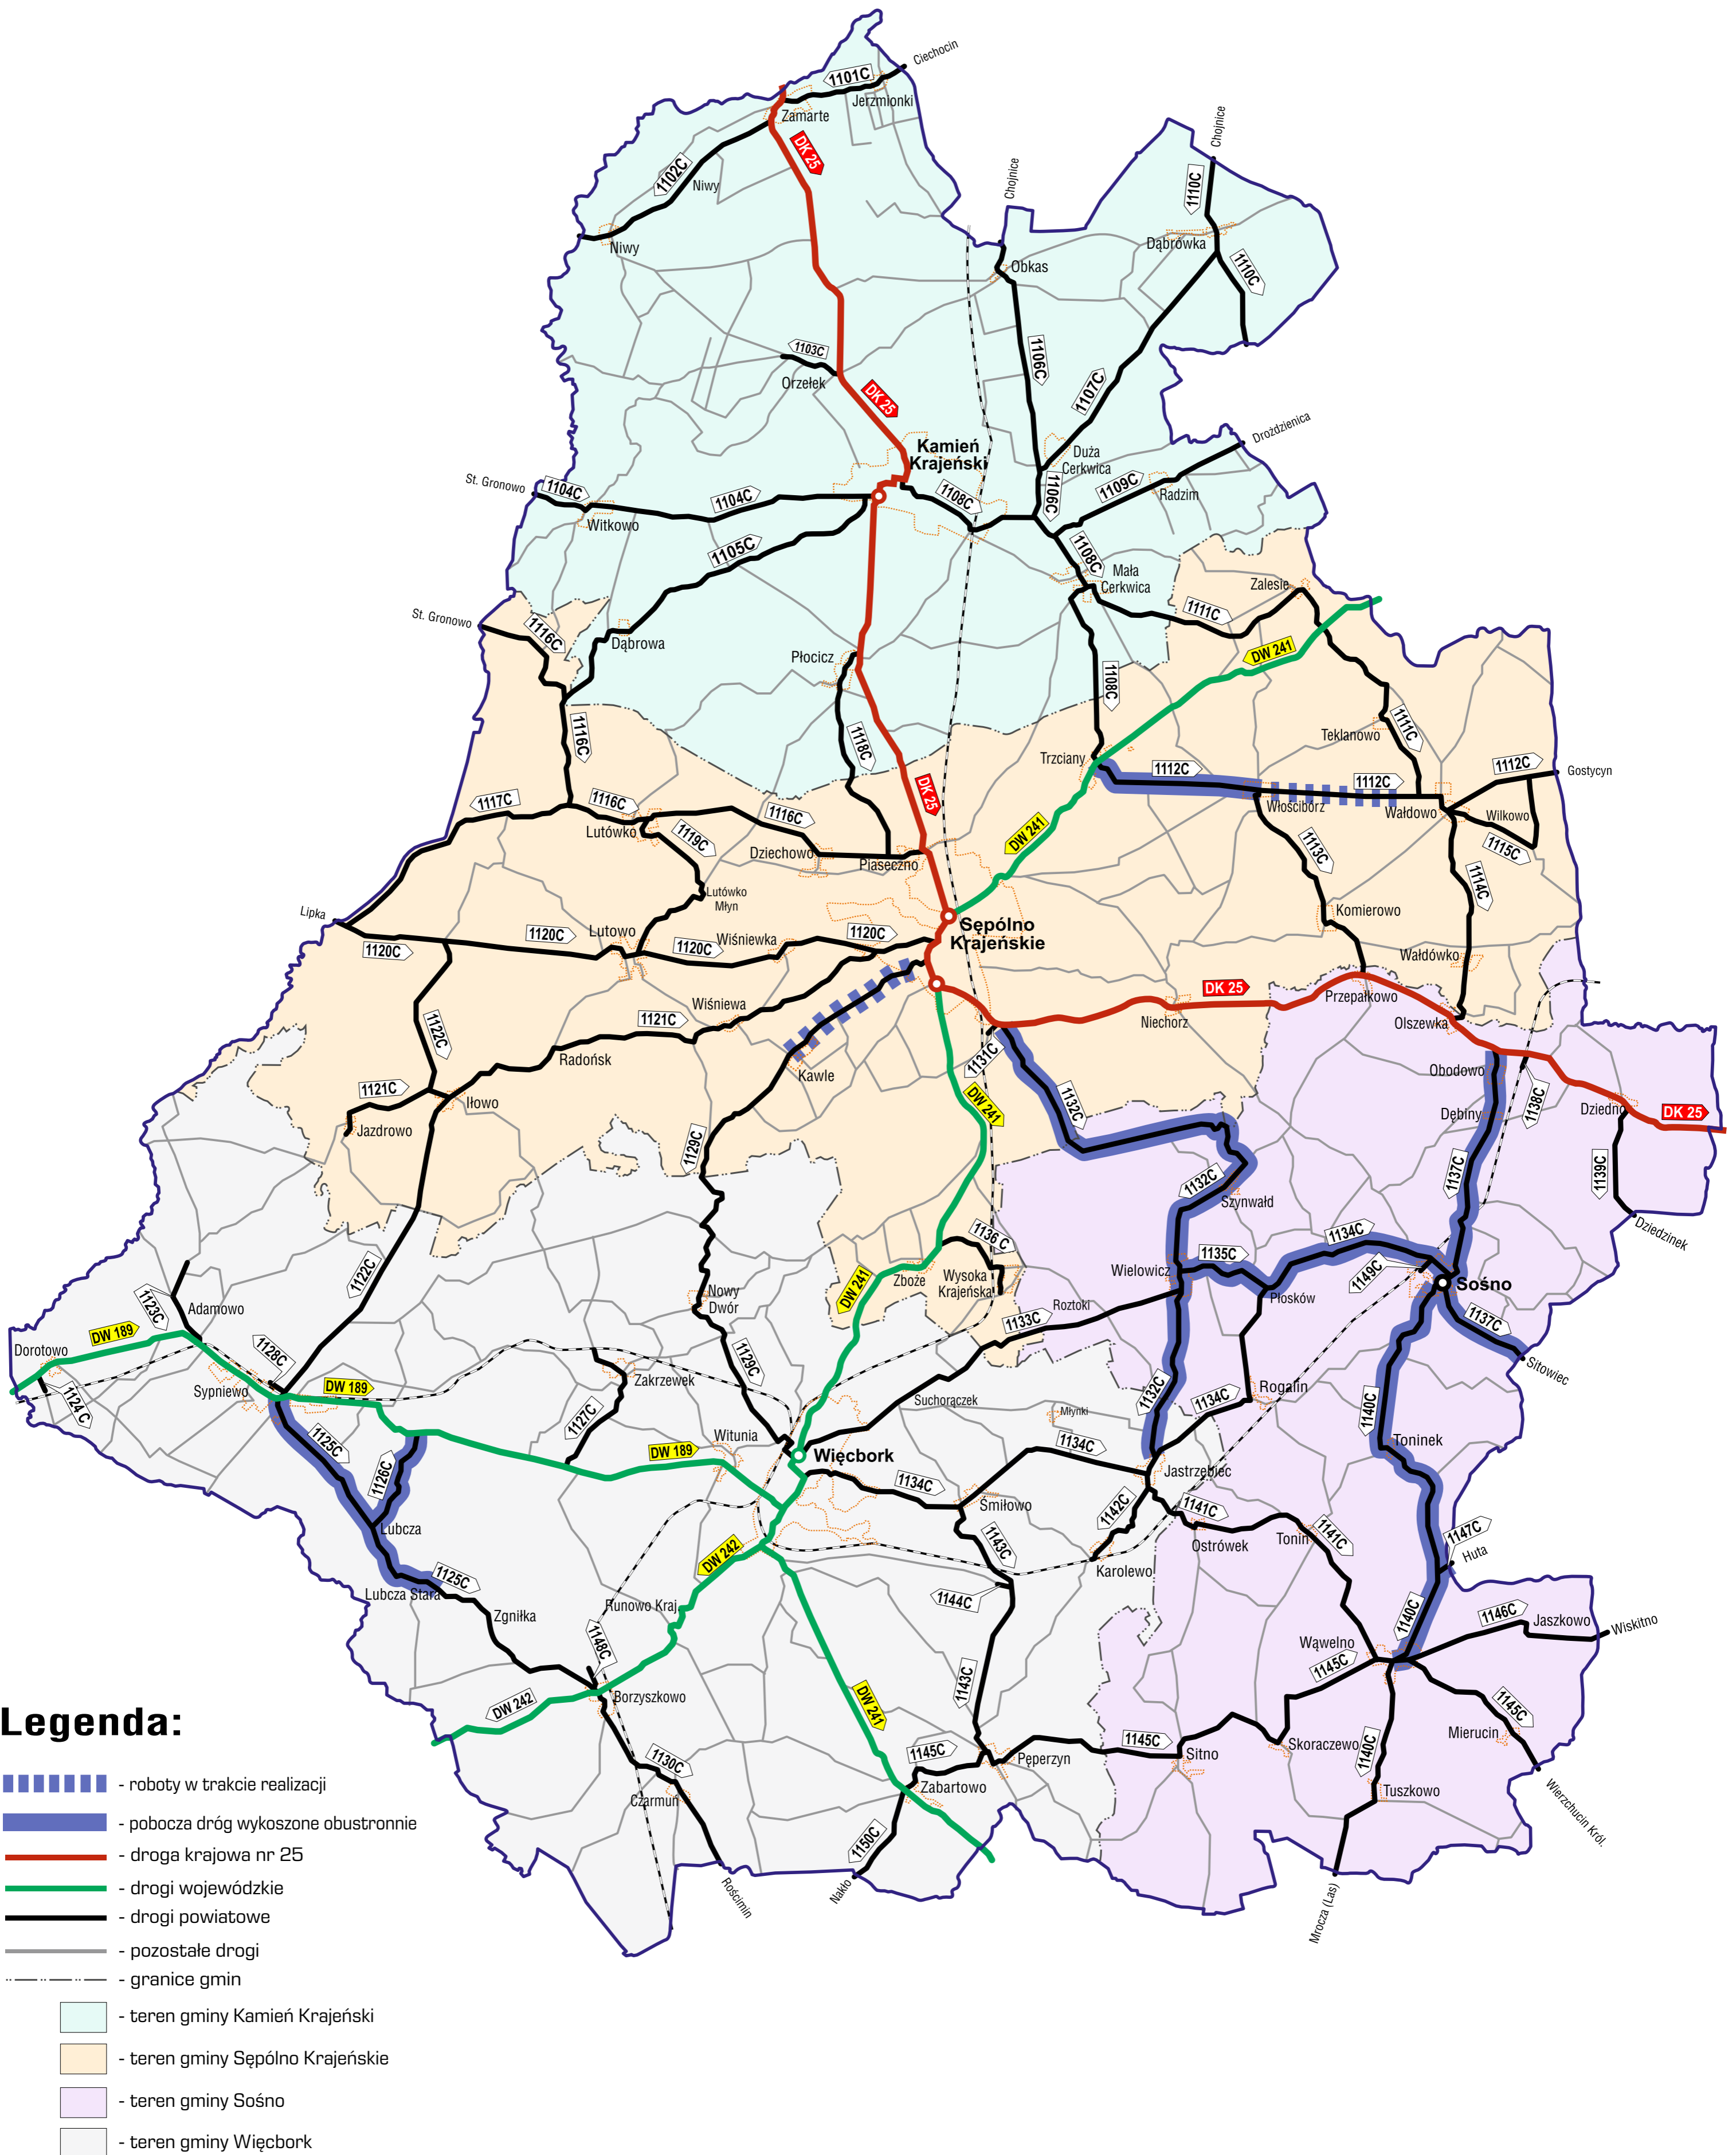 Ciechocin
1101C
Jerzmionki
Zamarte
DK 25
1102C
Niwy
Niwy
Chojnice
Chojnice
1110C
Dąbrówka
1110C
Obkas
1103C
Orzełek
1106C
1107C
DK 25
Kamień
Krajeński
Duża
Cerkwica
Drożdzienica
St. Gronowo
1104C
1104C
Witkowo
1108C
1106C
1109C
Radzim
1105C
1108C
Mała
Cerkwica
Zalesie
1111C
St. Gronowo
1116C
Dąbrowa
Płocicz
DW 241
1108C
1116C
1118C
Teklanowo
1111C
Trzciany
1112C
1112C
1112C
Gostycyn
DK 25
1117C
1116C
Lutówko
1116C
1119C
Dziechowo
Piaseczno
DW 241
Włościbórz
Wałdowo
Wilkowo
1115C
1113C
1114C
Lutówko
Młyn
Komierowo
Lipka
1120C
1120C
Lutowo
1120C
Wiśniewka
1120C
Sępólno
Krajeńskie
Wałdówko
Wiśniewa
DK 25
Przepałkowo
1122C
1121C
Niechorz
Olszewka
Radońsk
Kawle
1131C
Obodowo
1121C
Iłowo
Jazdrowo
DW 241
1132C
Dębiny
1138C
Dziedno
DK 25
1129C
1137C
1139C
1132C
Szynwałd
Dziedzinek
1136 C
1134C
1122C
Zboże
Wysoka
Krajeńska
Wielowicz
1135C
1149C
Sośno
1123C
Adamowo
Nowy
Dwór
DW 241
Roztoki
Płosków
1137C
DW 189
1133C
Dorotowo
1128C
1129C
Sitowiec
1124 C
Sypniewo
DW 189
Zakrzewek
Suchorączek
1132C
Rogalin
1134C
1140C
1127C
Młynki
1125C
1126C
Witunia
DW 189
Więcbork
1134C
Toninek
1134C
Jastrzębiec
Śmiłowo
1142C
1141C
Lubcza
1143C
Ostrówek
Tonin
1141C
1147C
Huta
DW 242
Karolewo
Lubcza Stara
1125C
1144C
Zgniłka
Runowo Kraj.
1140C
1146C
Jaszkowo
Wiskitno
1148C
Wąwelno
1145C
1143C
DW 242
Borzyszkowo
DW 241
1145C
Mierucin
1145C
Sitno
Skoraczewo
1140C
1130C
1145C
Pęperzyn
Zabartowo
Tuszkowo
Wierzchucin Król.
Czarmuń
1150C
Rościmin
Nakło
Mrocza (Las)
Legenda:
- roboty w trakcie realizacji
- pobocza dróg wykoszone obustronnie
- droga krajowa nr 25
- drogi wojewódzkie
- drogi powiatowe
- pozostałe drogi
- granice gmin
- teren gminy Kamień Krajeński
- teren gminy Sępólno Krajeńskie
- teren gminy Sośno
- teren gminy Więcbork